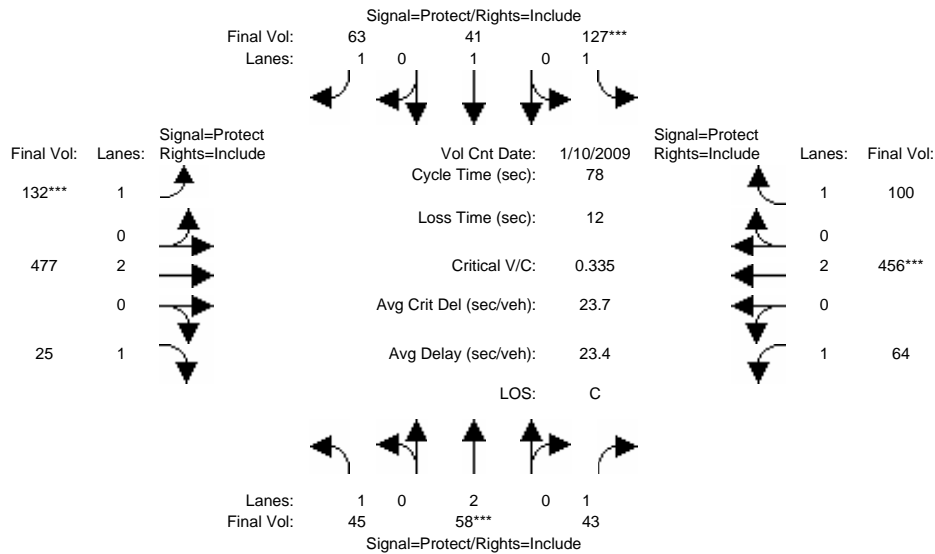 Signal=Protect/Rights=Include
Final Vol: 63 41 127***
Lanes: 1 0 1 0 1
Signal=Protect Signal=Protect
Final Vol: Lanes: Rights=Include Vol Cnt Date: 1/10/2009 Rights=Include Lanes: Final Vol:
Cycle Time (sec): 78
132*** 1 1 100
Loss Time (sec): 12
0 0
477 2 Critical V/C: 0.335 2 456***
0 Avg Crit Del (sec/veh): 23.7 0
25 1 Avg Delay (sec/veh): 23.4 1 64
LOS: C
Lanes: 1 0 2 0 1
Final Vol: 45 58*** 43
Signal=Protect/Rights=Include